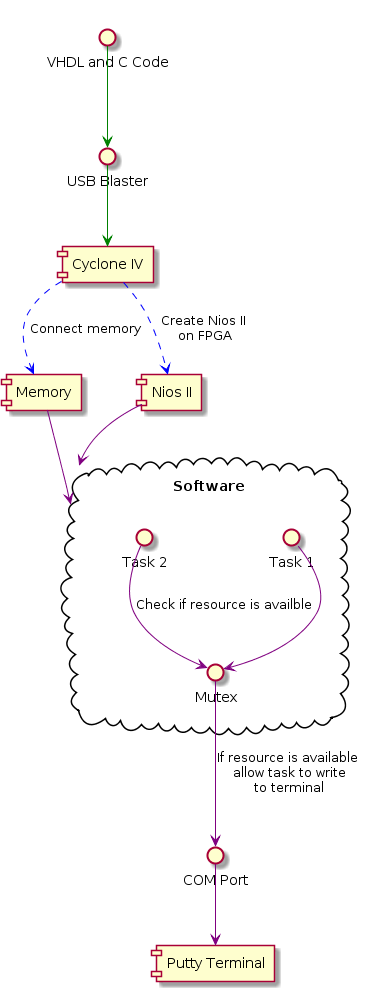 VHDL and C Code
USB Blaster
Cyclone IV
Connect memory
Create Nios II
on FPGA
Memory
Nios II
Software
Task 2
Task 1
Check if resource is availble
Mutex
If resource is available
allow task to write
to terminal
COM Port
Putty Terminal